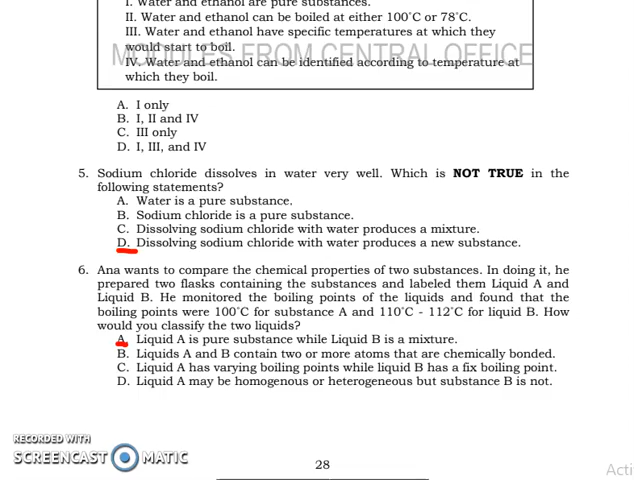 I. Water and ethanol are pure substances.
II. Water and ethanol can be boiled at either 100˚C or 78˚C.
III. Water and ethanol have specific temperatures at which they
would start to boil.
MODULES FROM CENTRAL OFFICE
IV. Water and ethanol can be identified according to temperature at
which they boil.
A. I only
B. I, II and IV
C. III only
D. I, III, and IV
5. Sodium chloride dissolves in water very well. Which is NOT TRUE in the
following statements?
A. Water is a pure substance.
B. Sodium chloride is a pure substance.
C. Dissolving sodium chloride with water produces a mixture.
D. Dissolving sodium chloride with water produces a new substance.
6. Ana wants to compare the chemical properties of two substances. In doing it, he
prepared two flasks containing the substances and labeled them Liquid A and
Liquid B. He monitored the boiling points of the liquids and found that the
boiling points were 100˚C for substance A and 110˚C - 112˚C for liquid B. How
would you classify the two liquids?
A. Liquid A is pure substance while Liquid B is a mixture.
B. Liquids A and B contain two or more atoms that are chemically bonded.
C. Liquid A has varying boiling points while liquid B has a fix boiling point.
D. Liquid A may be homogenous or heterogeneous but substance B is not.
RECORDED WITH
SCREENCAST MATIC
28
Acti